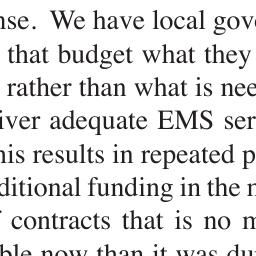 nse. We have local gov
that budget what they
rather than what is nee
iver adequate EMS ser
his results in repeated p
ditional funding in the
contracts that is no
ble now than it was du